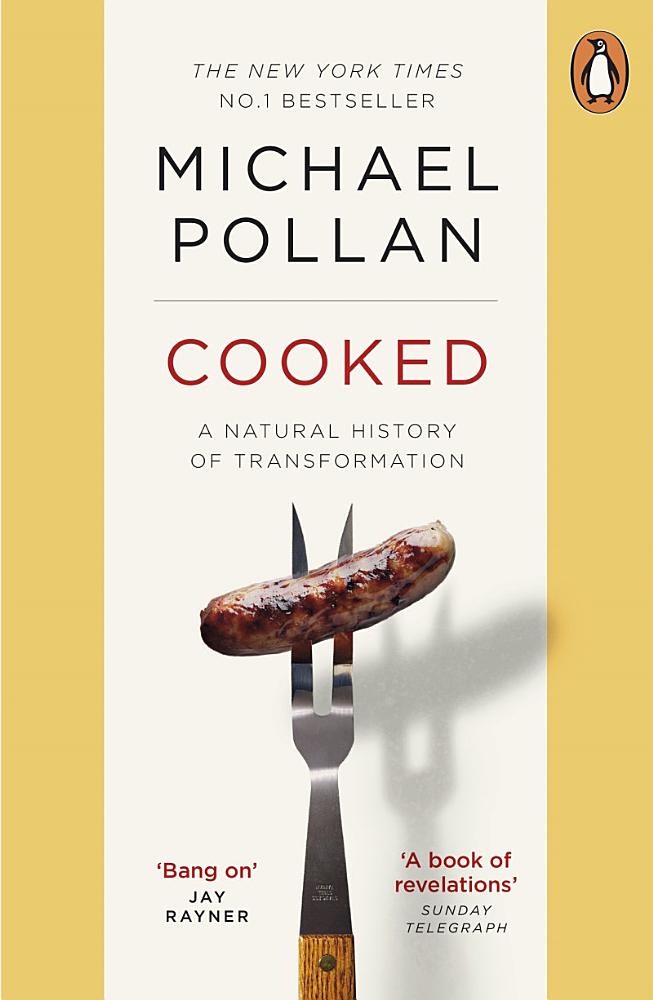 THE NEW YORK TIMES
NO.1 BESTSELLER
MICHAEL
POLLAN
COOKED
A NATURAL HISTORY
OF TRANSFORMATION
‘Bang on’
JAY
RAYNER
‘A book of
revelations’
SUNDAY
TELEGRAPH